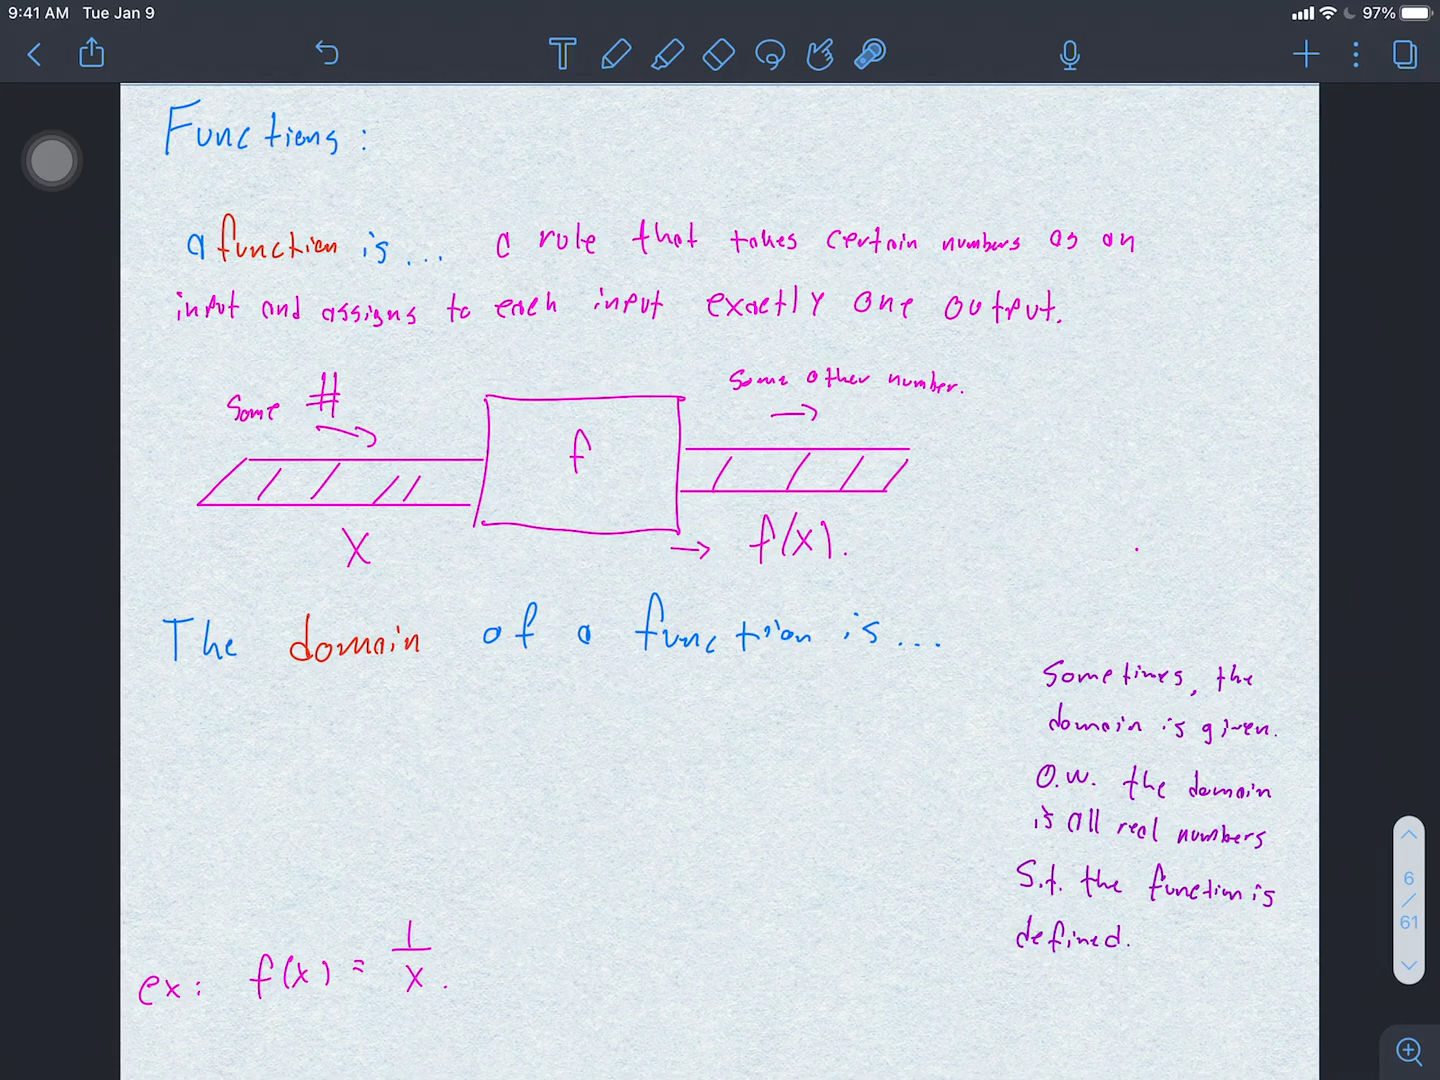 9:41 AM Tue Jan 9
97%
T
Functions:
a function is... a rule that takes certain numbers as an
input and assigns to each input exactly one output.
Some #
Some other number.
f
x
→ f(x).
The domain of a function is...
Sometimes, the
domain is given.
O.w. the domain
is all real numbers
s.t. the function is
defined.
ex: f(x) = 1/x.
6
/
61